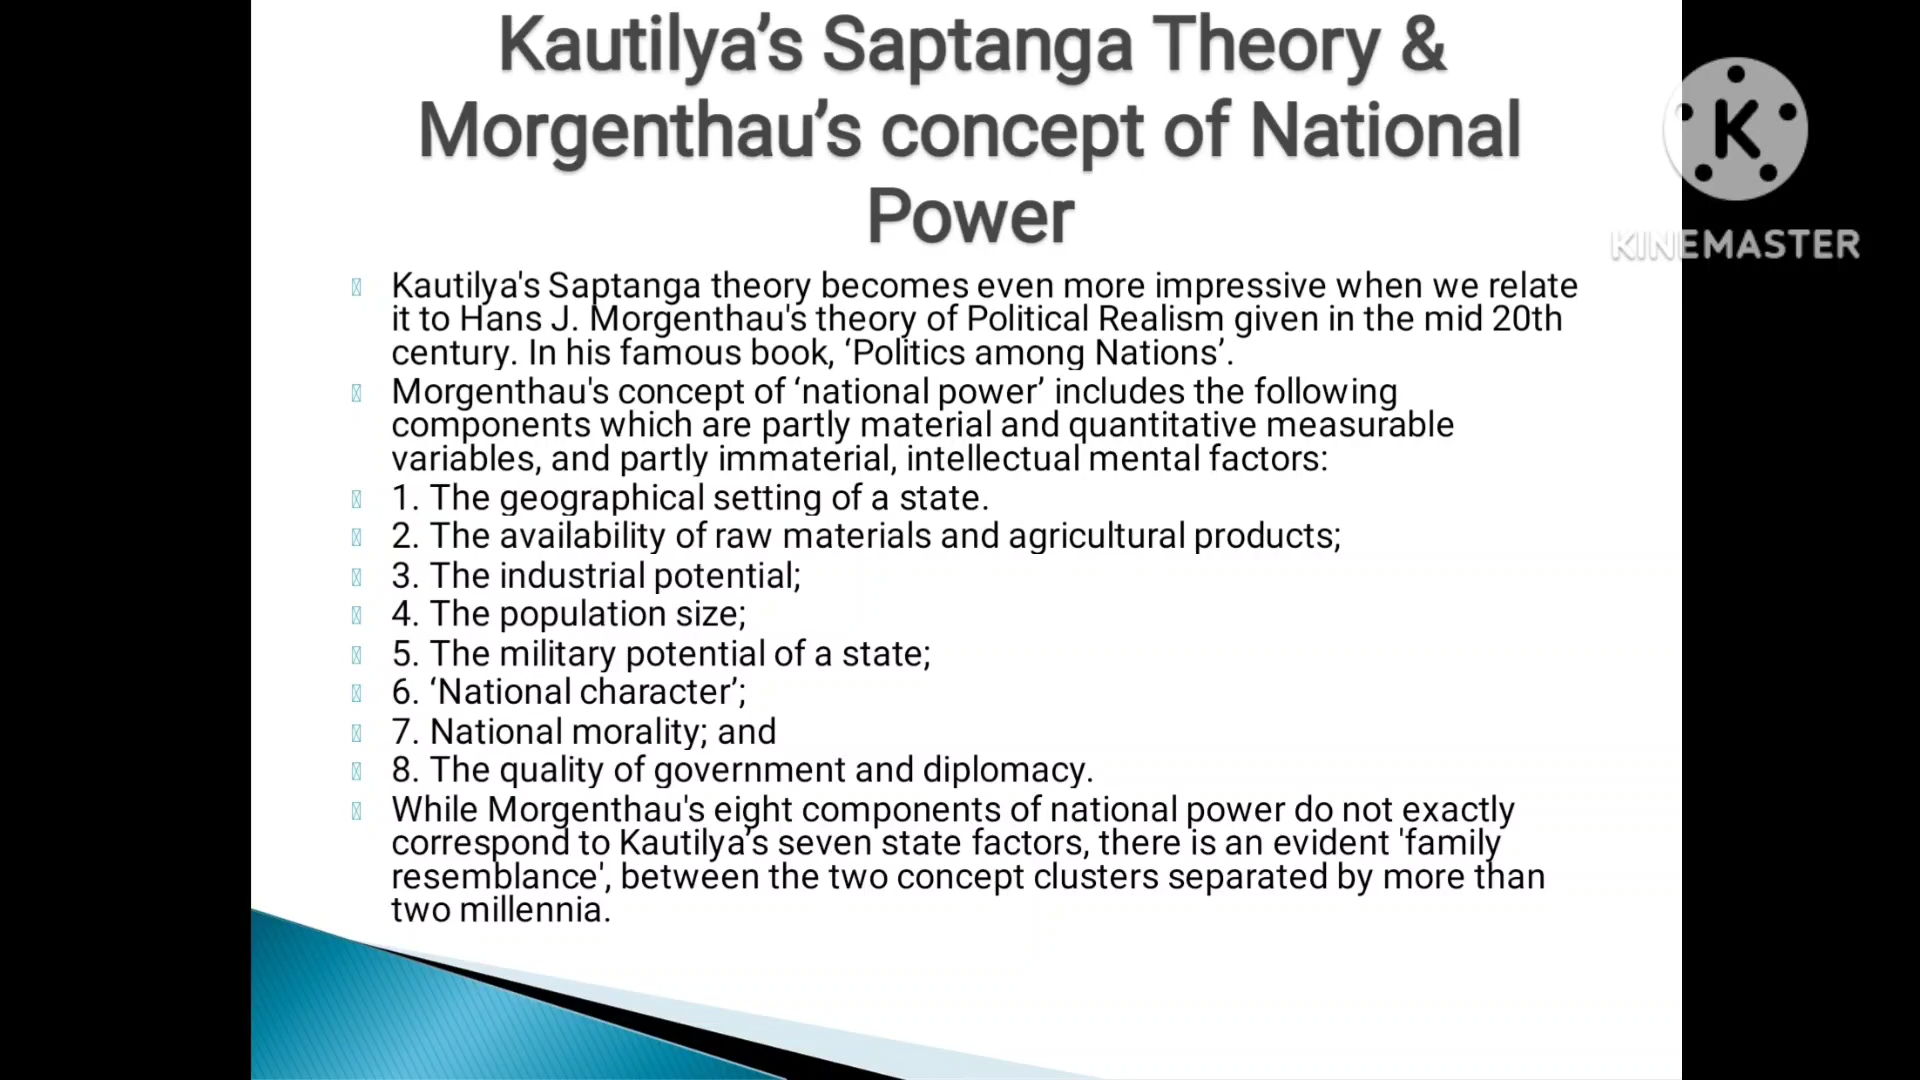 Kautilya’s Saptanga Theory &
Morgenthau’s concept of National
Power
K
KINEMASTER
Kautilya's Saptanga theory becomes even more impressive when we relate
it to Hans J. Morgenthau's theory of Political Realism given in the mid 20th
century. In his famous book, ‘Politics among Nations’.
Morgenthau's concept of ‘national power’ includes the following
components which are partly material and quantitative measurable
variables, and partly immaterial, intellectual mental factors:
1. The geographical setting of a state.
2. The availability of raw materials and agricultural products;
3. The industrial potential;
4. The population size;
5. The military potential of a state;
6. ‘National character’;
7. National morality; and
8. The quality of government and diplomacy.
While Morgenthau's eight components of national power do not exactly
correspond to Kautilya’s seven state factors, there is an evident 'family
resemblance', between the two concept clusters separated by more than
two millennia.